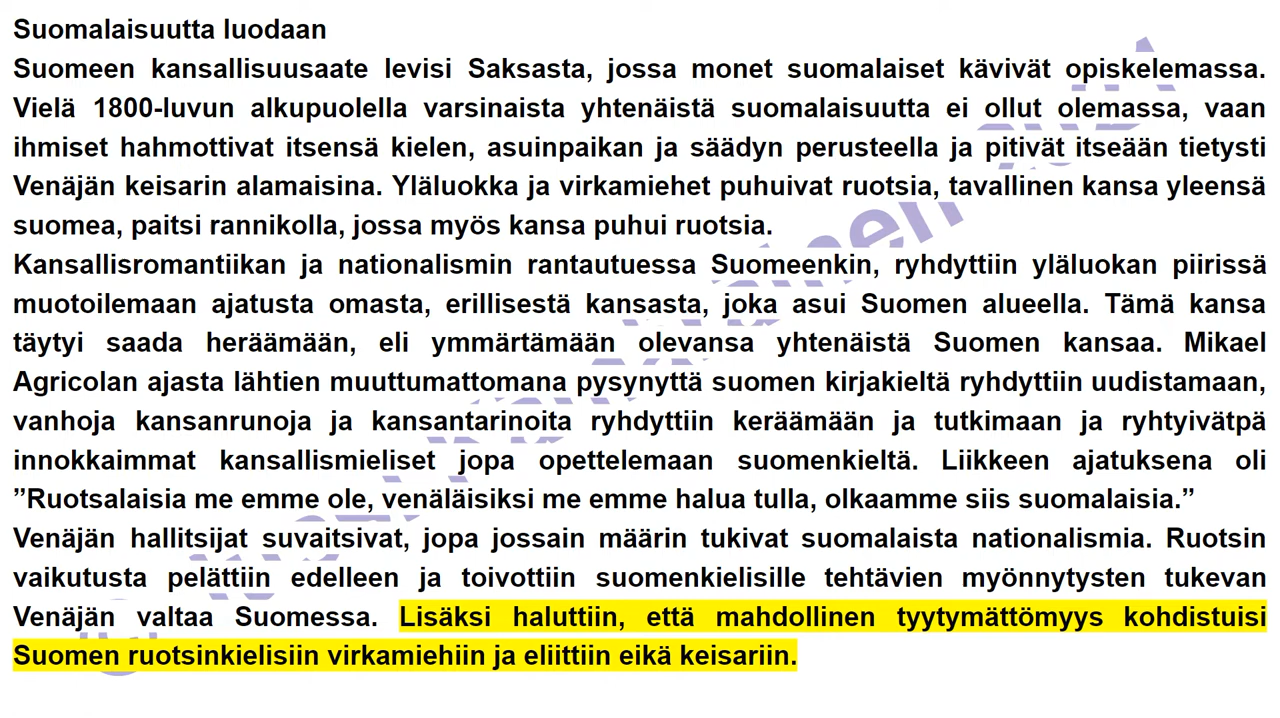 Suomalaisuutta luodaan
Suomeen kansallisuusaate levisi Saksasta, jossa monet suomalaiset kävivät opiskelemassa.
Vielä 1800-luvun alkupuolella varsinaista yhtenäistä suomalaisuutta ei ollut olemassa, vaan
ihmiset hahmottivat itsensä kielen, asuinpaikan ja säädyn perusteella ja pitivät itseään tietysti
Venäjän keisarin alamaisina. Yläluokka ja virkamiehet puhuivat ruotsia, tavallinen kansa yleensä
suomea, paitsi rannikolla, jossa myös kansa puhui ruotsia.
Kansallisromantiikan ja nationalismin rantautuessa Suomeenkin, ryhdyttiin yläluokan piirissä
muotoilemaan ajatusta omasta, erillisestä kansasta, joka asui Suomen alueella. Tämä kansa
täytyi saada heräämään, eli ymmärtämään olevansa yhtenäistä Suomen kansaa. Mikael
Agricolan ajasta lähtien muuttumattomana pysynyttä suomen kirjakieltä ryhdyttiin uudistamaan,
vanhoja kansanrunoja ja kansantarinoita ryhdyttiin keräämään ja tutkimaan ja ryhtyivätpä
innokkaimmat kansallismieliset jopa opettelemaan suomenkieltä. Liikkeen ajatuksena oli
”Ruotsalaisia me emme ole, venäläisiksi me emme halua tulla, olkaamme siis suomalaisia.”
Venäjän hallitsijat suvaitsivat, jopa jossain määrin tukivat suomalaista nationalismia. Ruotsin
vaikutusta pelättiin edelleen ja toivottiin suomenkielisille tehtävien myönnytysten tukevan
Venäjän valtaa Suomessa. Lisäksi haluttiin, että mahdollinen tyytymättömyys kohdistuisi
Suomen ruotsinkielisiin virkamiehiin ja eliittiin eikä keisariin.